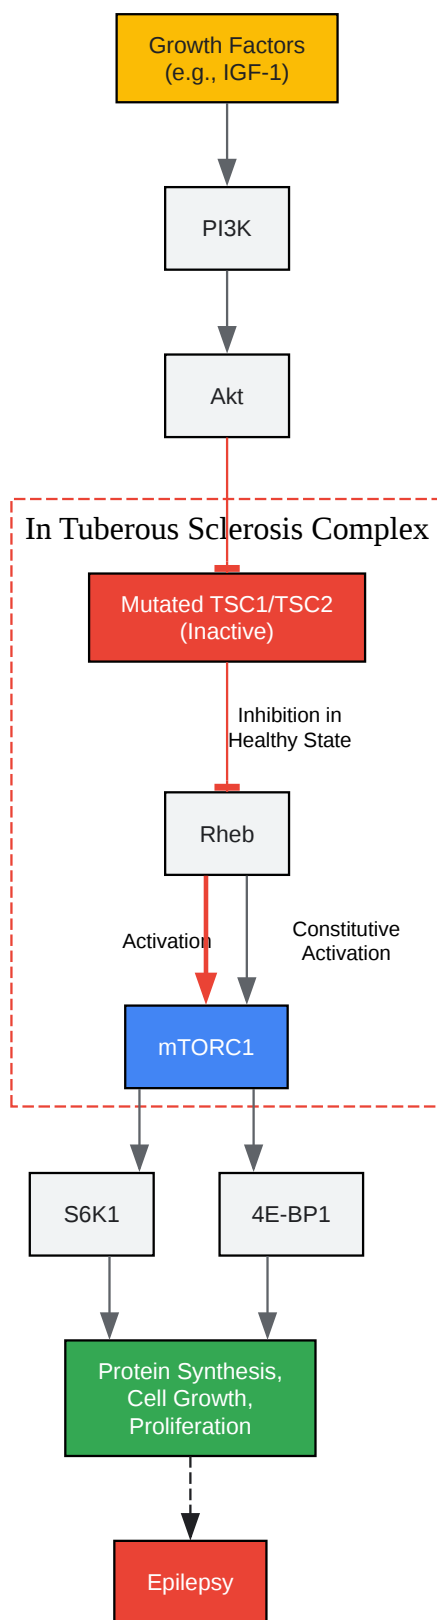 Growth Factors
(e.g., IGF-1)
PI3K
Akt
In Tuberous Sclerosis Complex
Mutated TSC1/TSC2
(Inactive)
Inhibition in
Healthy State
Rheb
Activation
Constitutive
Activation
mTORC1
S6K1
4E-BP1
Protein Synthesis,
Cell Growth,
Proliferation
Epilepsy